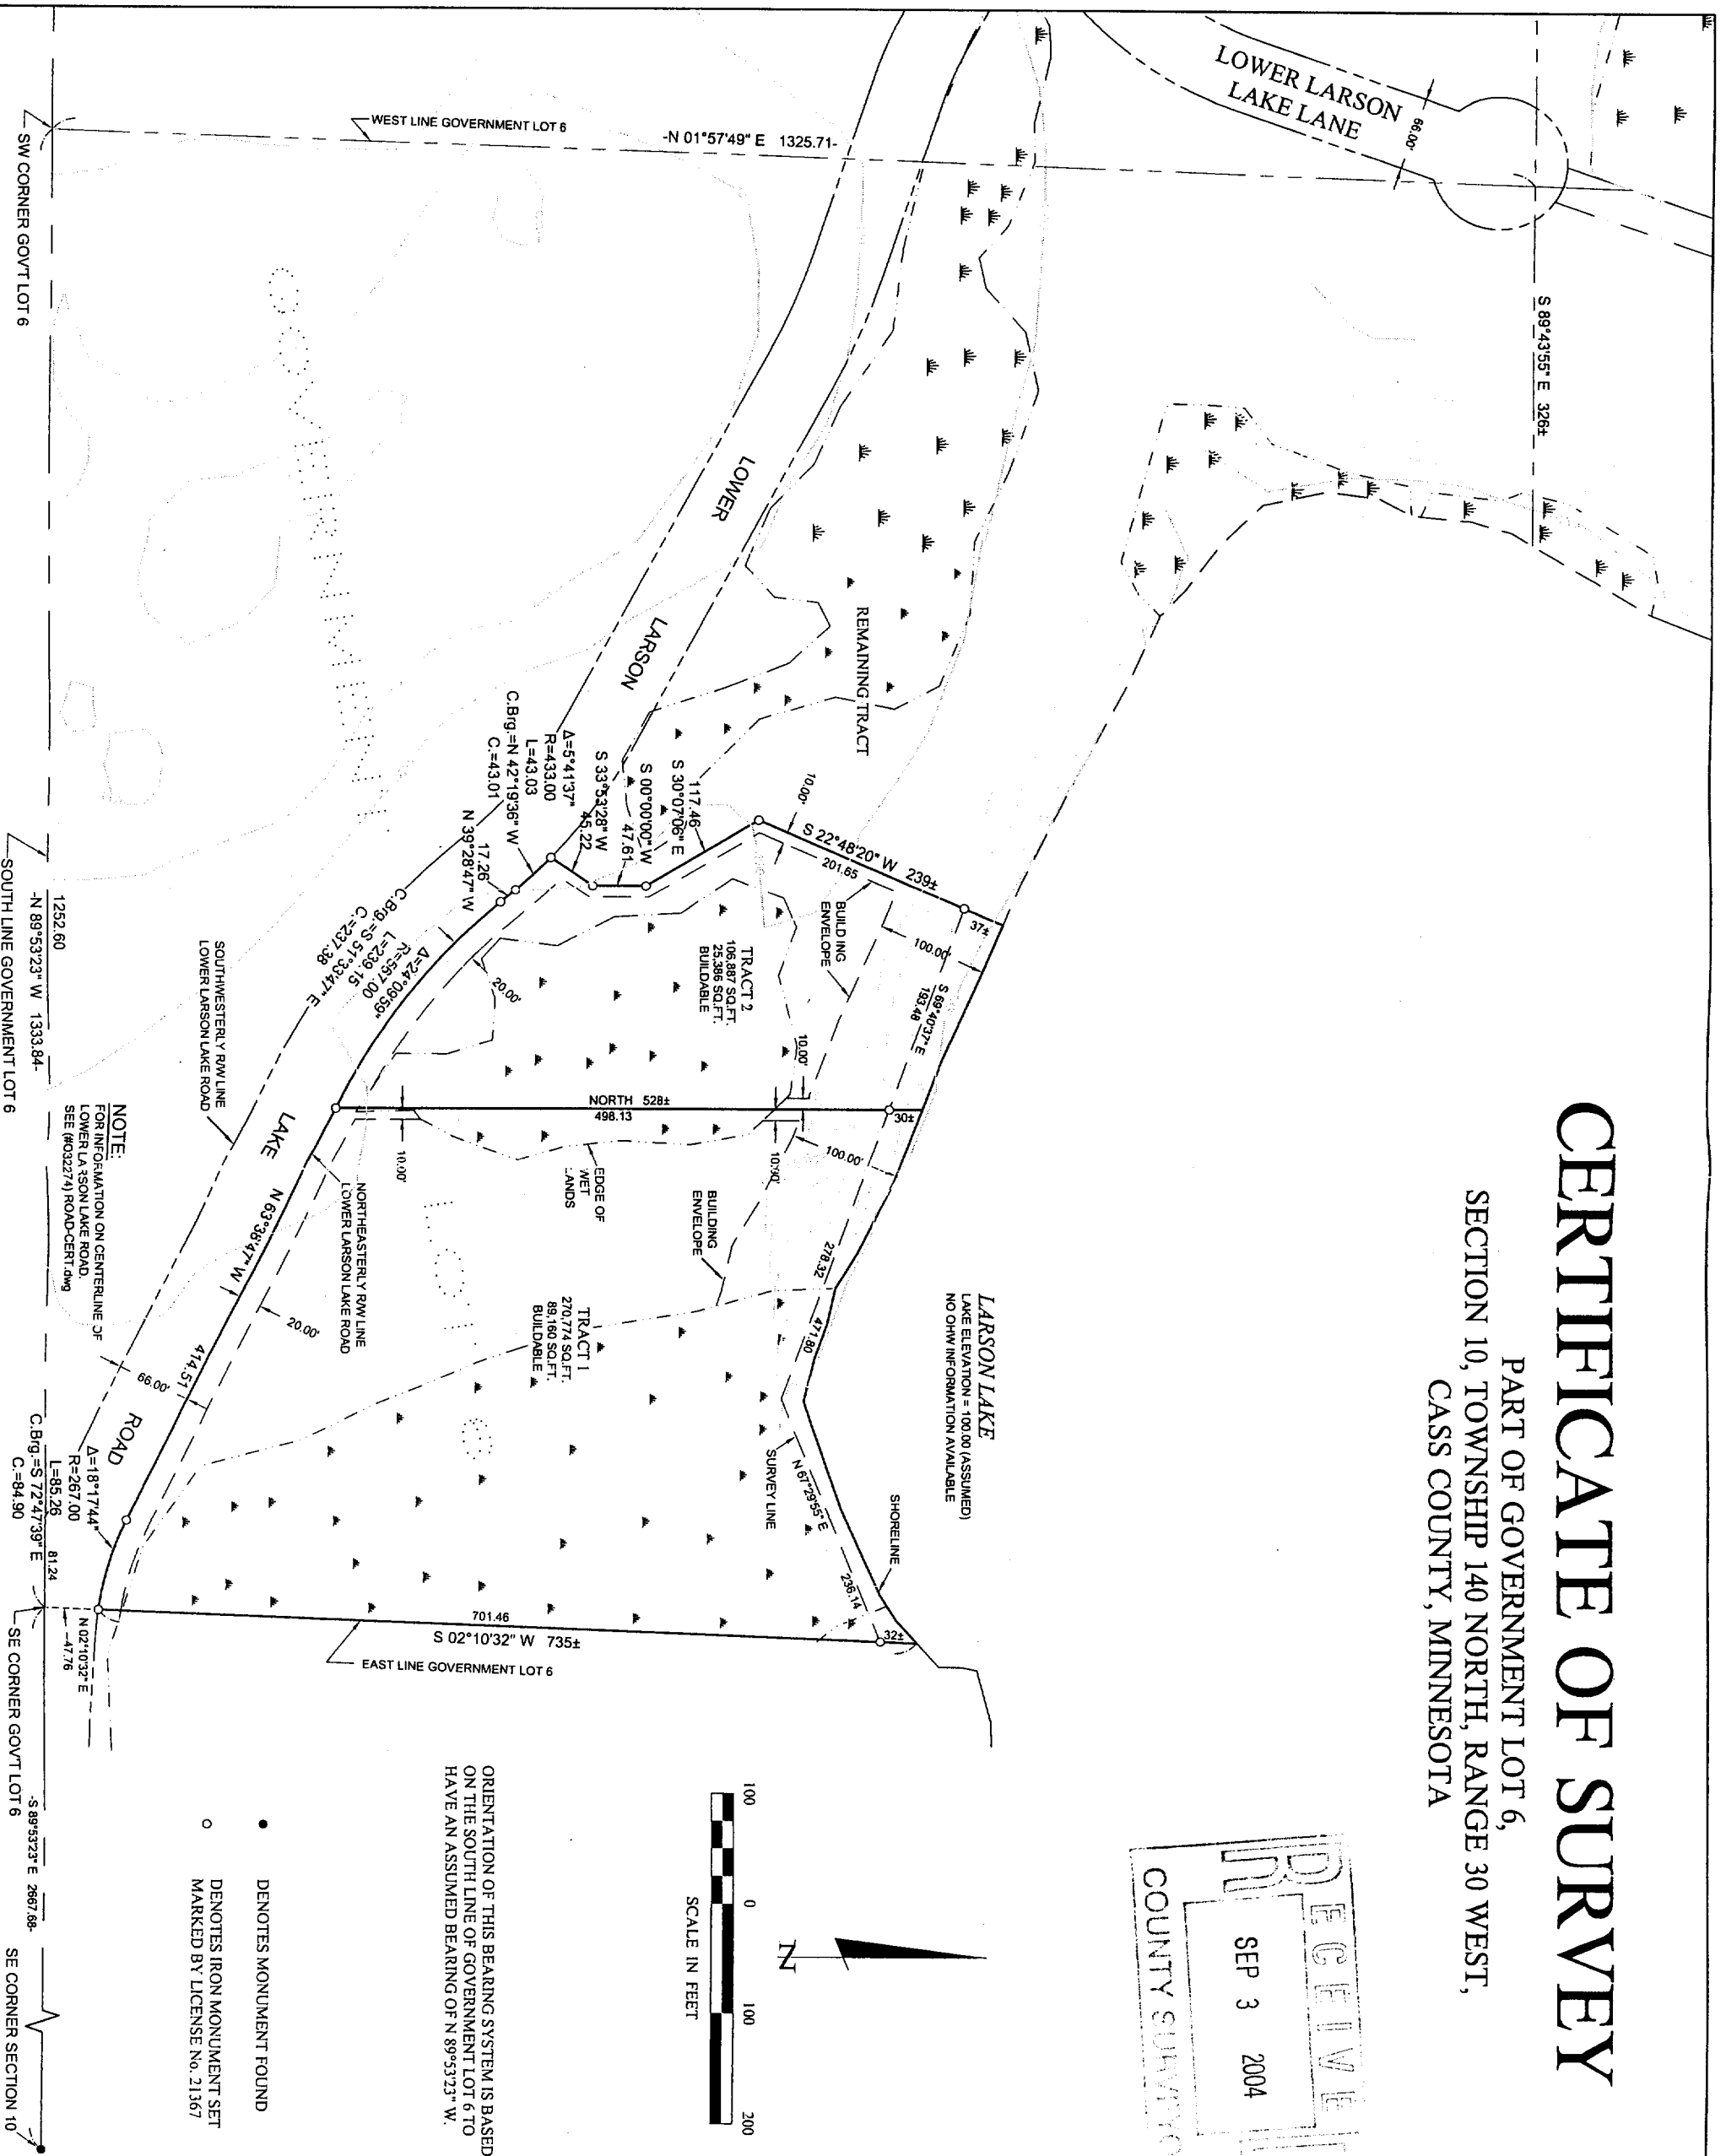 CERTIFICATE OF SURVEY
PART OF GOVERNMENT LOT 6,
SECTION 10, TOWNSHIP 140 NORTH, RANGE 30 WEST,
CASS COUNTY, MINNESOTA
RECEIVE
SEP 3 2004
COUNTY
LOWER LARSON
LAKE LANE
66.00'
S 89°43'55" E 326±
WEST LINE GOVERNMENT LOT 6
-N 01°57'49" E 1325.71-
SW CORNER GOVT LOT 6
GOVERNMENT
LOT 6
LOWER
LARSON
LAKE
ROAD
REMAINING TRACT
LARSON LAKE
LAKE ELEVATION = 100.00 (ASSUMED)
NO OHW INFORMATION AVAILABLE
SHORELINE
SURVEY LINE
10.00'
S 22°48'20" W 239±
201.65
37±
BUILDING
ENVELOPE
100.00'
S 69°40'37" E
193.48
117.46
S 30°07'06" E
S 00°00'00" W
47.61
S 33°53'28" W
45.22
Δ=5°41'37"
R=433.00
L=43.03
C.Brg.=N 42°19'36" W
C.=43.01
17.26
N 39°28'47" W
Δ=24°09'59"
R=567.00
L=239.15
C.Brg.=S 51°33'47" E
C.=237.38
TRACT 2
106,887 SQ.FT.
25,386 SQ.FT.
BUILDABLE
20.00'
10.00'
NORTH 528±
498.13
30±
10.00'
10.00'
100.00'
EDGE OF
WET
LANDS
BUILDING
ENVELOPE
278.32
471.80
N 67°29'55" E
236.14
32±
TRACT 1
270,774 SQ.FT.
89,160 SQ.FT.
BUILDABLE
701.46
S 02°10'32" W 735±
EAST LINE GOVERNMENT LOT 6
NORTHEASTERLY R/W LINE
LOWER LARSON LAKE ROAD
SOUTHWESTERLY R/W LINE
LOWER LARSON LAKE ROAD
N 63°38'47" W 414.51
20.00'
66.00'
Δ=18°17'44"
R=267.00
L=85.26
C.Brg.=S 72°47'39" E
C.=84.90
NOTE:
FOR INFORMATION ON CENTERLINE OF
LOWER LARSON LAKE ROAD.
SEE (#032274) ROAD-CERT.dwg
1252.60
-N 89°53'23" W 1333.84-
SOUTH LINE GOVERNMENT LOT 6
81.24
N 02°10'32" E
-47.76
SE CORNER GOV'T LOT 6
-S 89°53'23" E 2667.68-
SE CORNER SECTION 10
N
100 0 100 200
SCALE IN FEET
ORIENTATION OF THIS BEARING SYSTEM IS BASED
ON THE SOUTH LINE OF GOVERNMENT LOT 6 TO
HAVE AN ASSUMED BEARING OF N 89°53'23" W.
DENOTES MONUMENT FOUND
DENOTES IRON MONUMENT SET
MARKED BY LICENSE No. 21367